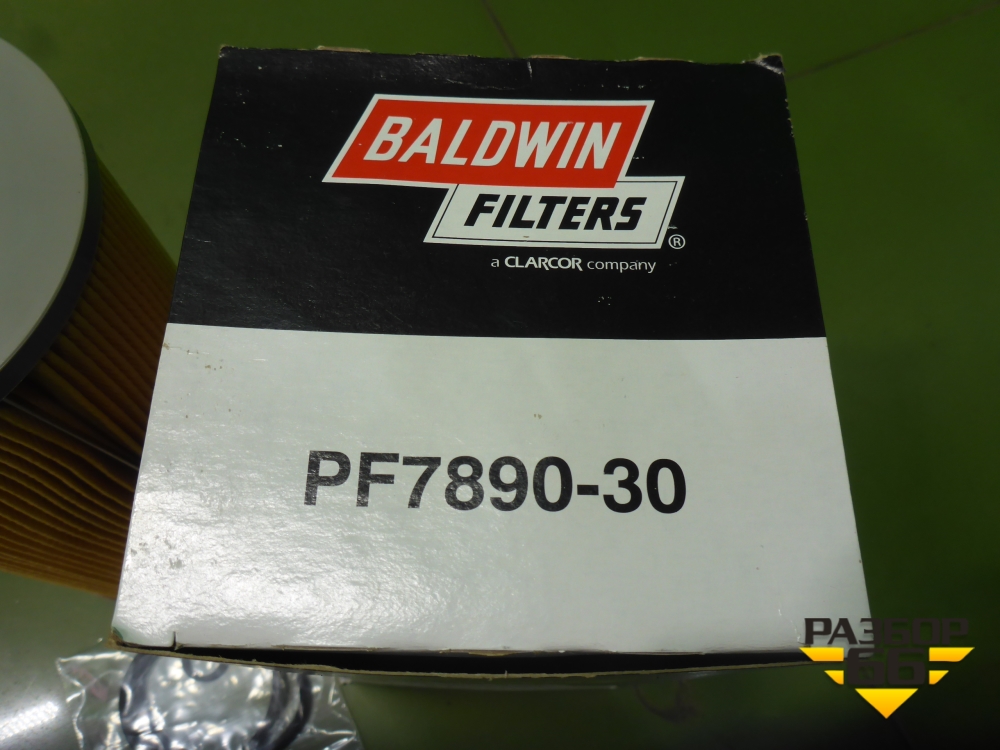 BALDWIN
FILTERS
®
a CLARCOR company
PF7890-30
РАЗБОР
66